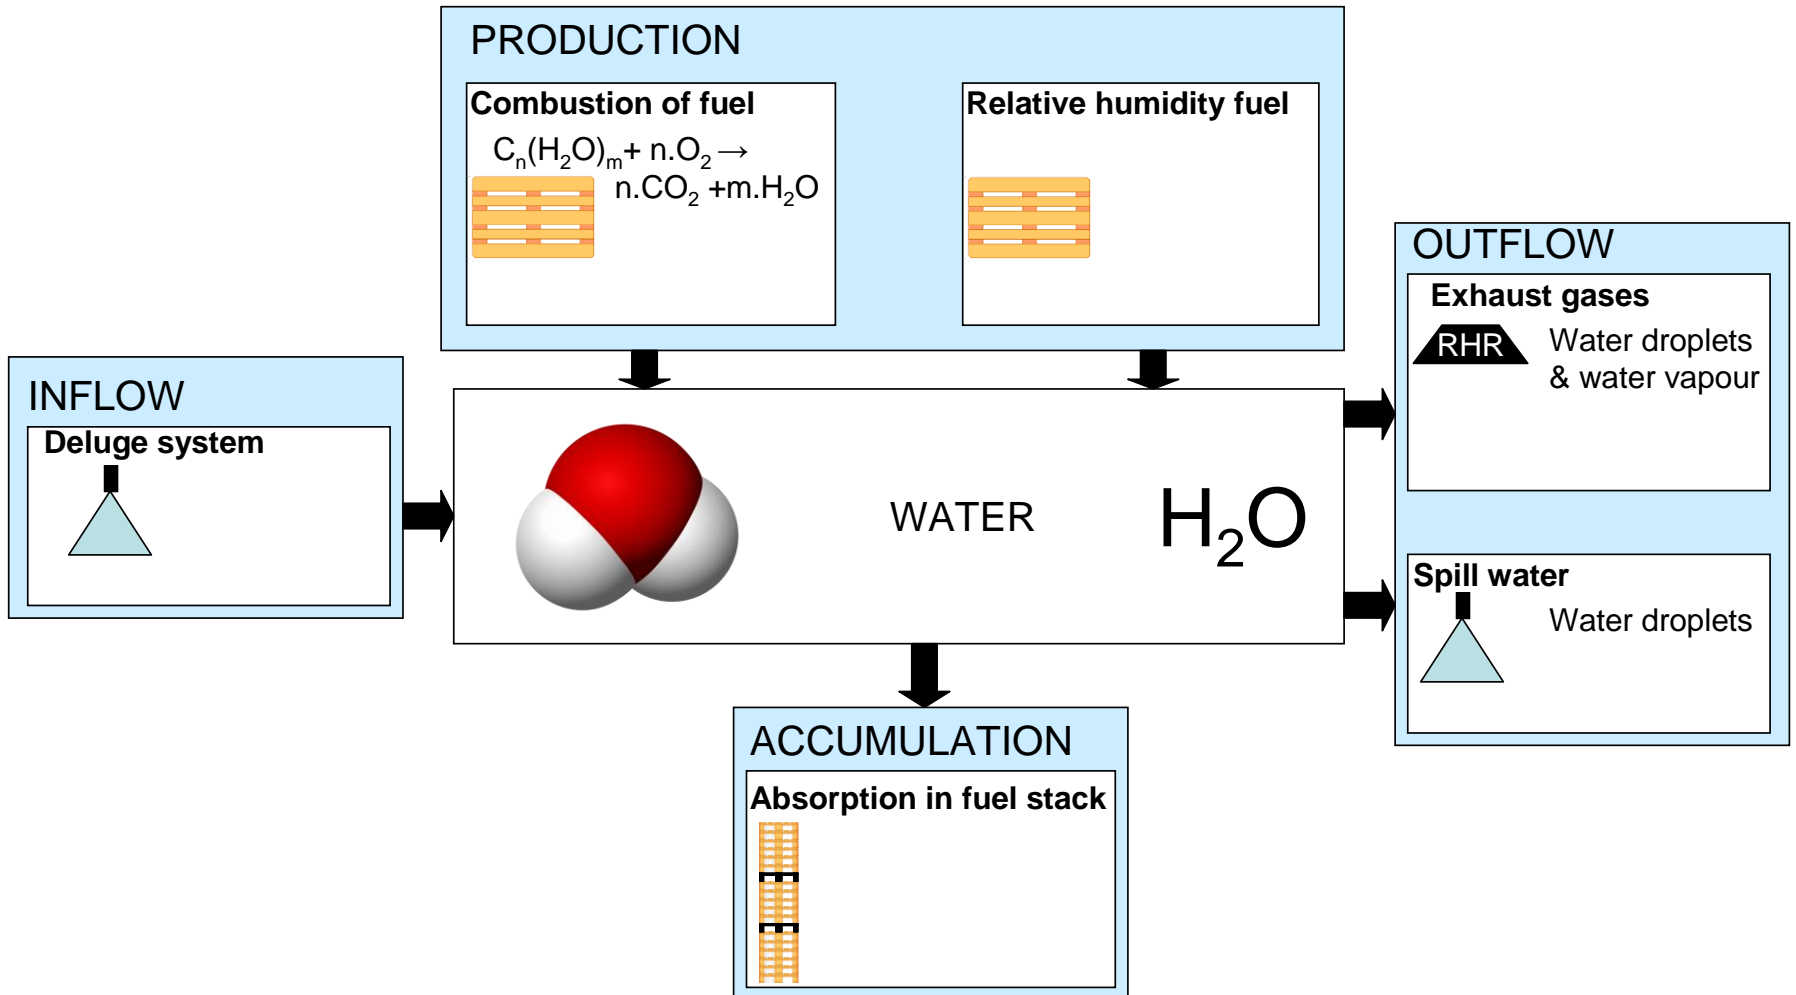 PRODUCTION
Combustion of fuel
Cₙ(H₂O)ₘ+ n.O₂→
n.CO₂ +m.H₂O
Relative humidity fuel
INFLOW
Deluge system
WATER
H₂O
OUTFLOW
Exhaust gases
RHR
Water droplets
& water vapour
Spill water
Water droplets
ACCUMULATION
Absorption in fuel stack